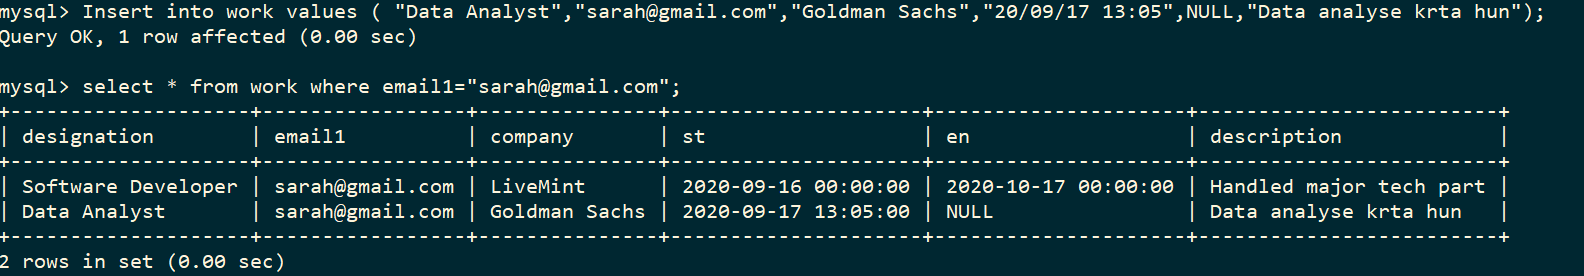 mysql> Insert into work values ( "Data Analyst","sarah@gmail.com","Goldman Sachs","20/09/17 13:05",NULL,"Data analyse krta hun");
Query OK, 1 row affected (0.00 sec)
mysql> select * from work where email1="sarah@gmail.com";
+--------------------+-----------------+---------------+---------------------+---------------------+-------------------------+
| designation        | email1          | company       | st                  | en                  | description             |
+--------------------+-----------------+---------------+---------------------+---------------------+-------------------------+
| Software Developer | sarah@gmail.com | LiveMint      | 2020-09-16 00:00:00 | 2020-10-17 00:00:00 | Handled major tech part |
| Data Analyst       | sarah@gmail.com | Goldman Sachs | 2020-09-17 13:05:00 | NULL                | Data analyse krta hun   |
+--------------------+-----------------+---------------+---------------------+---------------------+-------------------------+
2 rows in set (0.00 sec)